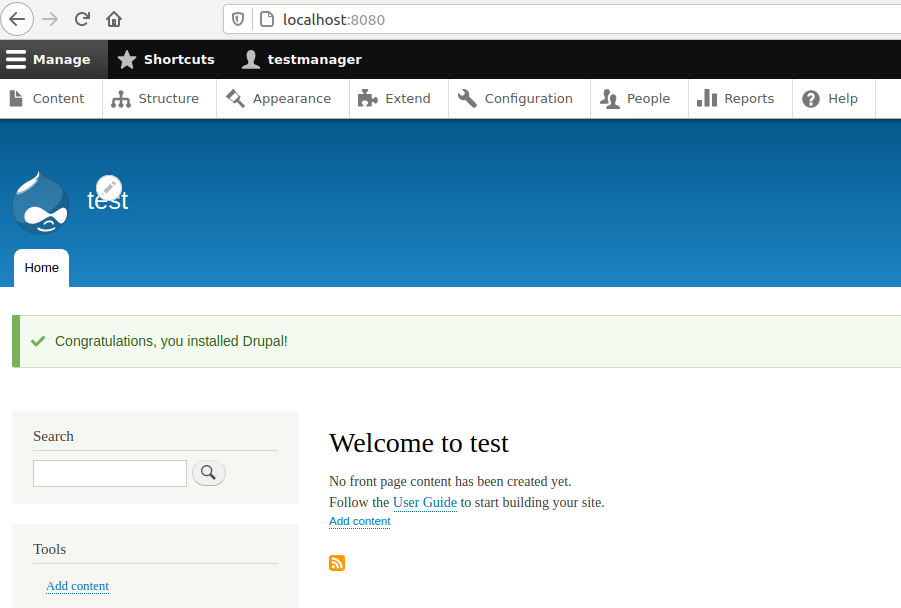 localhost:8080
Manage Shortcuts testmanager
Content Structure Appearance Extend Configuration People Reports Help
test
Home
Congratulations, you installed Drupal!
Search
Welcome to test
No front page content has been created yet.
Follow the User Guide to start building your site.
Add content
Tools
Add content